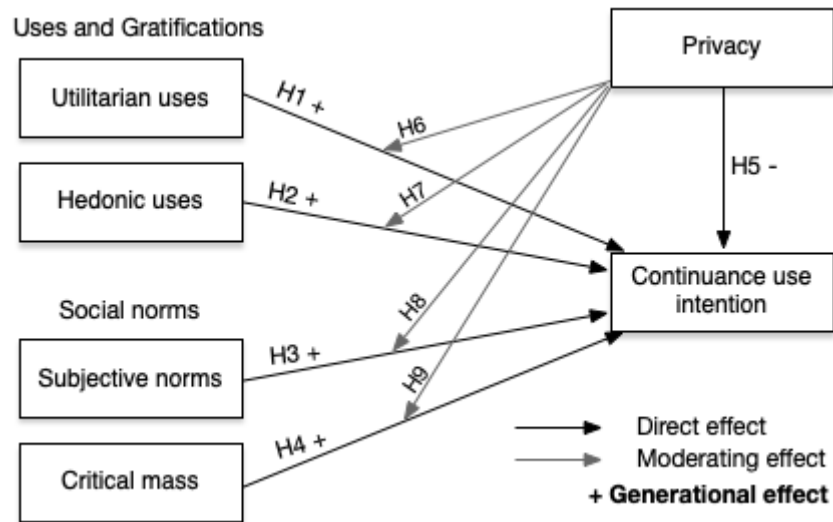 Uses and Gratifications
Utilitarian uses
Hedonic uses
Social norms
Subjective norms
Critical mass
H1 +
H2 +
H3 +
H4 +
H6
H7
H8
H9
Privacy
H5 -
Continuance use
intention
Direct effect
Moderating effect
+ Generational effect